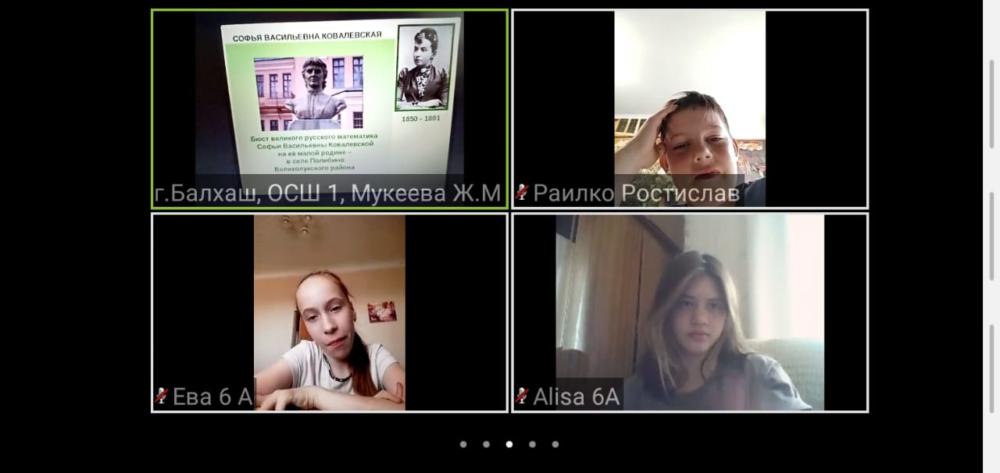 СОФЬЯ ВАСИЛЬЕВНА КОВАЛЕВСКАЯ
1850 - 1891
Бюст великого русского математика
Софьи Васильевны Ковалевской
на её малой родине –
в селе Полибино
Великолукского района
г.Балхаш, ОСШ 1, Мукеева Ж.М
Раилко Ростислав
Ева 6 А
Alisa 6A